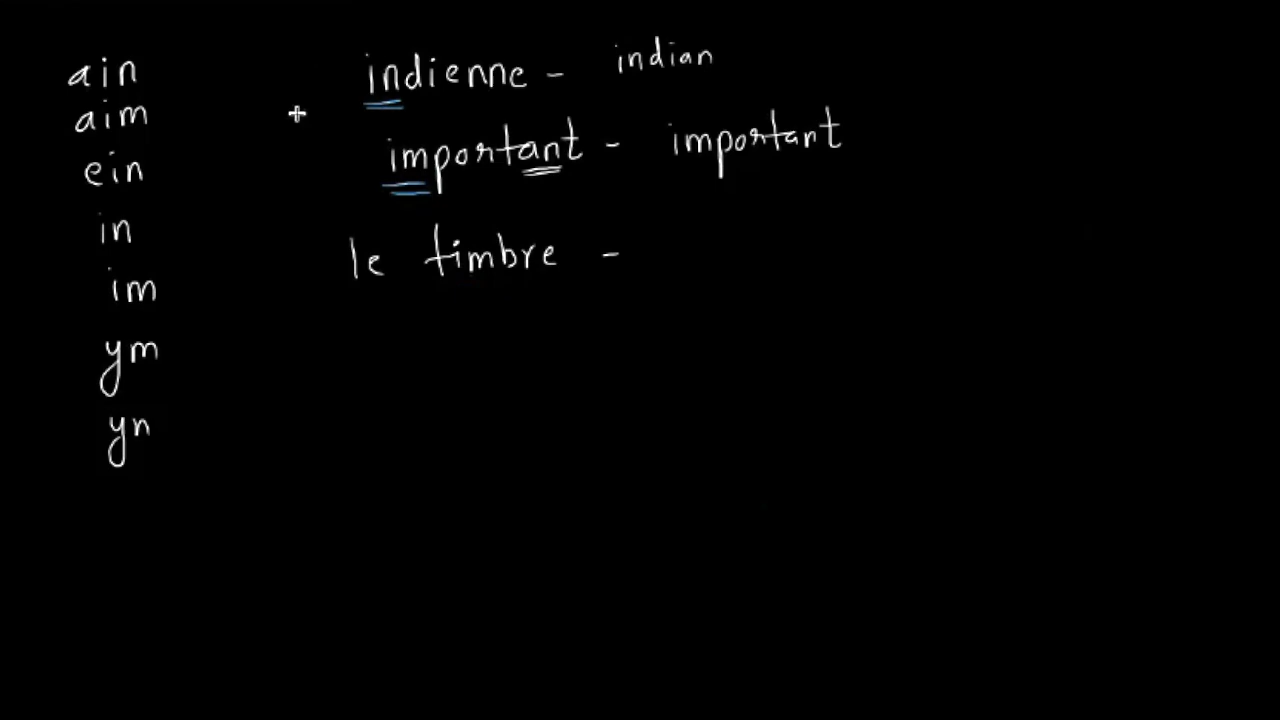 ain
aim
ein
in
im
ym
yn
indienne - indian
important - important
le timbre -